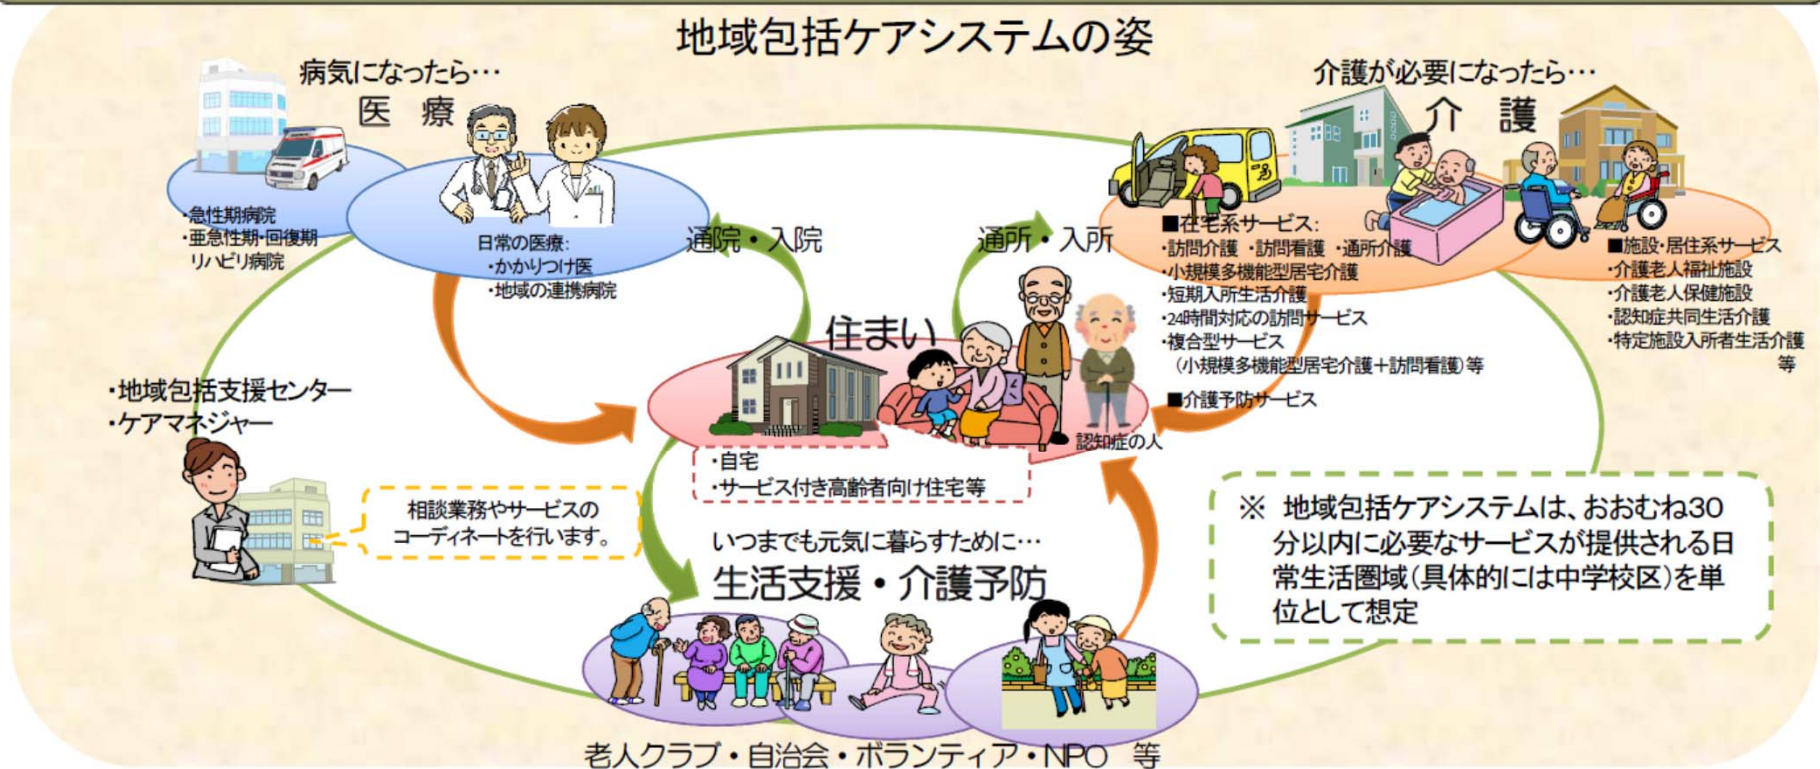 地域包括ケアシステムの姿
病気になったら…
医 療
・急性期病院
・亜急性期・回復期
リハビリ病院
日常の医療:
・かかりつけ医
・地域の連携病院
通院・入院
通所・入所
介護が必要になったら…
介 護
■在宅系サービス:
・訪問介護 ・訪問看護 ・通所介護
・小規模多機能型居宅介護
・短期入所生活介護
・24時間対応の訪問サービス
・複合型サービス
（小規模多機能型居宅介護＋訪問看護）等
■介護予防サービス
■施設・居住系サービス
・介護老人福祉施設
・介護老人保健施設
・認知症共同生活介護
・特定施設入所者生活介護
等
住まい
認知症の人
・自宅
・サービス付き高齢者向け住宅等
・地域包括支援センター
・ケアマネジャー
相談業務やサービスの
コーディネートを行います。
いつまでも元気に暮らすために…
生活支援・介護予防
老人クラブ・自治会・ボランティア・NPO 等
※ 地域包括ケアシステムは、おおむね30
分以内に必要なサービスが提供される日
常生活圏域（具体的には中学校区）を単
位として想定